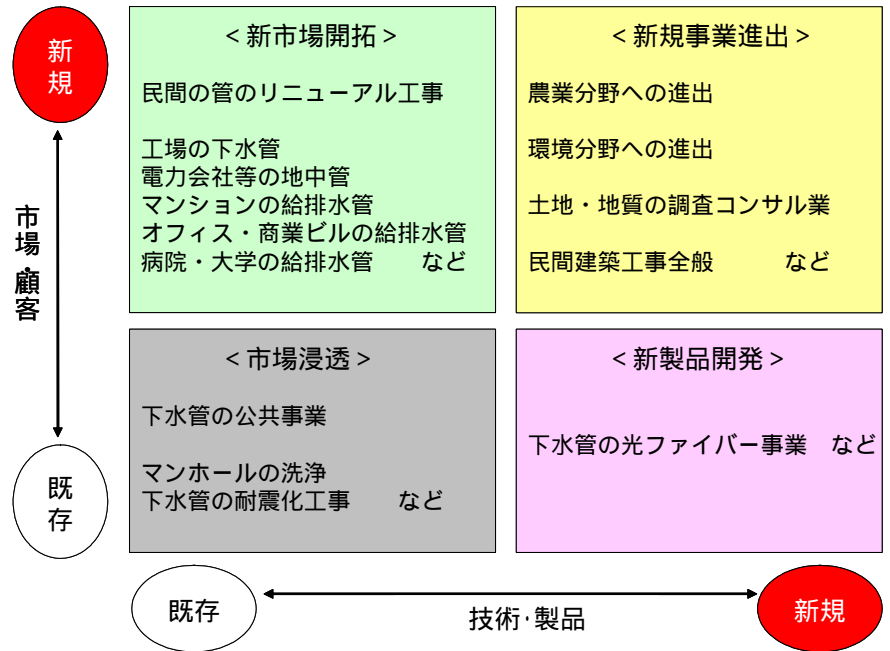 新規
＜新市場開拓＞
民間の管のリニューアル工事
工場の下水管
電力会社等の地中管
マンションの給排水管
オフィス・商業ビルの給排水管
病院・大学の給排水管　など
＜新規事業進出＞
農業分野への進出
環境分野への進出
土地・地質の調査コンサル業
民間建築工事全般　など
市場・顧客
＜市場浸透＞
下水管の公共事業
マンホールの洗浄
下水管の耐震化工事　など
＜新製品開発＞
下水管の光ファイバー事業　など
既存
既存
技術・製品
新規